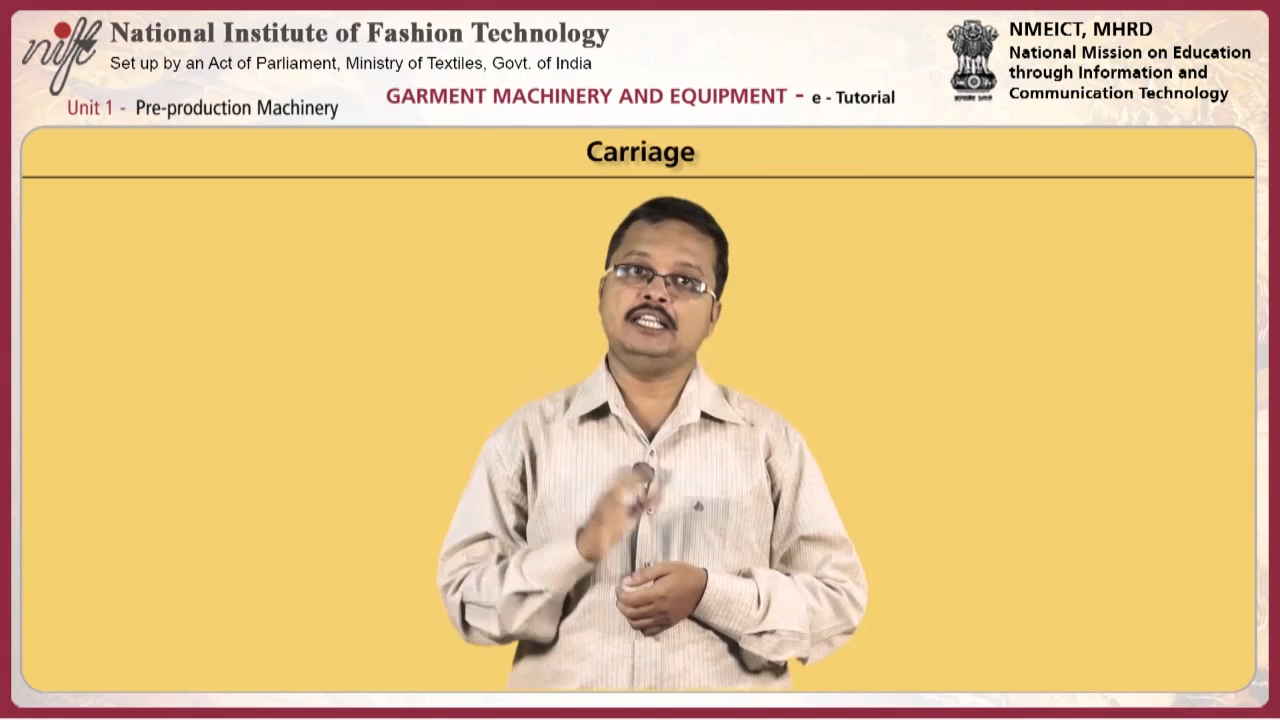 nift
National Institute of Fashion Technology
Set up by an Act of Parliament, Ministry of Textiles, Govt. of India
Unit 1 - Pre-production Machinery
GARMENT MACHINERY AND EQUIPMENT - e - Tutorial
NMEICT, MHRD
National Mission on Education
through Information and
Communication Technology
Carriage